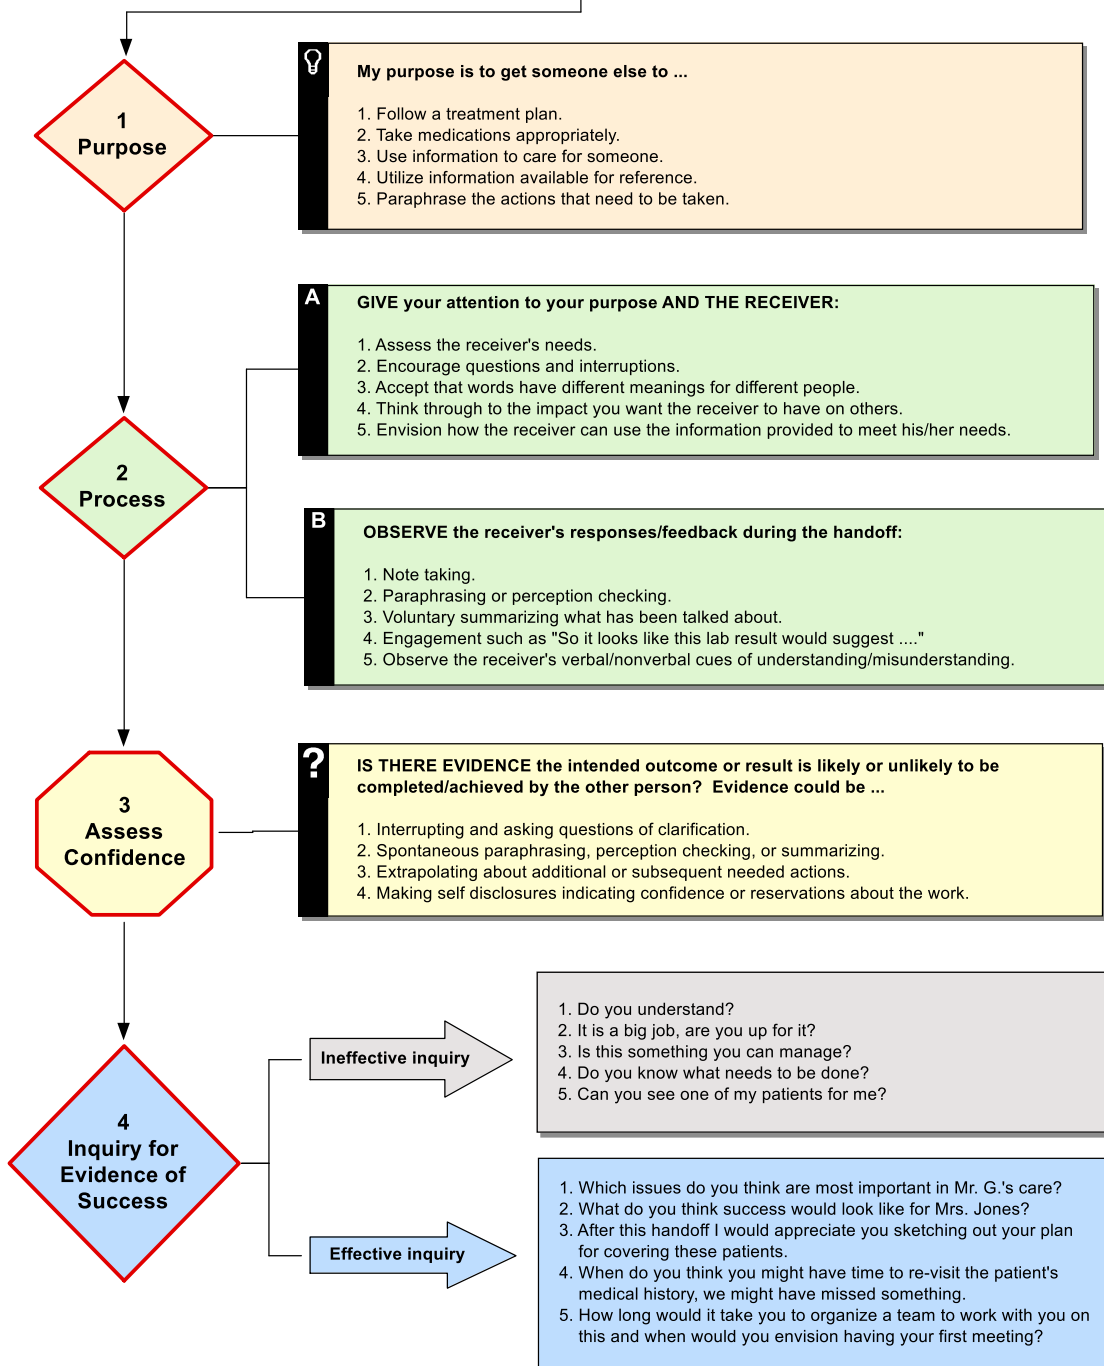 1
Purpose
My purpose is to get someone else to ...
1. Follow a treatment plan.
2. Take medications appropriately.
3. Use information to care for someone.
4. Utilize information available for reference.
5. Paraphrase the actions that need to be taken.
2
Process
A
GIVE your attention to your purpose AND THE RECEIVER:
1. Assess the receiver's needs.
2. Encourage questions and interruptions.
3. Accept that words have different meanings for different people.
4. Think through to the impact you want the receiver to have on others.
5. Envision how the receiver can use the information provided to meet his/her needs.
B
OBSERVE the receiver's responses/feedback during the handoff:
1. Note taking.
2. Paraphrasing or perception checking.
3. Voluntary summarizing what has been talked about.
4. Engagement such as "So it looks like this lab result would suggest ...."
5. Observe the receiver's verbal/nonverbal cues of understanding/misunderstanding.
3
Assess
Confidence
?
IS THERE EVIDENCE the intended outcome or result is likely or unlikely to be
completed/achieved by the other person?  Evidence could be ...
1. Interrupting and asking questions of clarification.
2. Spontaneous paraphrasing, perception checking, or summarizing.
3. Extrapolating about additional or subsequent needed actions.
4. Making self disclosures indicating confidence or reservations about the work.
4
Inquiry for
Evidence of
Success
Ineffective inquiry
1. Do you understand?
2. It is a big job, are you up for it?
3. Is this something you can manage?
4. Do you know what needs to be done?
5. Can you see one of my patients for me?
Effective inquiry
1. Which issues do you think are most important in Mr. G.'s care?
2. What do you think success would look like for Mrs. Jones?
3. After this handoff I would appreciate you sketching out your plan
for covering these patients.
4. When do you think you might have time to re-visit the patient's
medical history, we might have missed something.
5. How long would it take you to organize a team to work with you on
this and when would you envision having your first meeting?